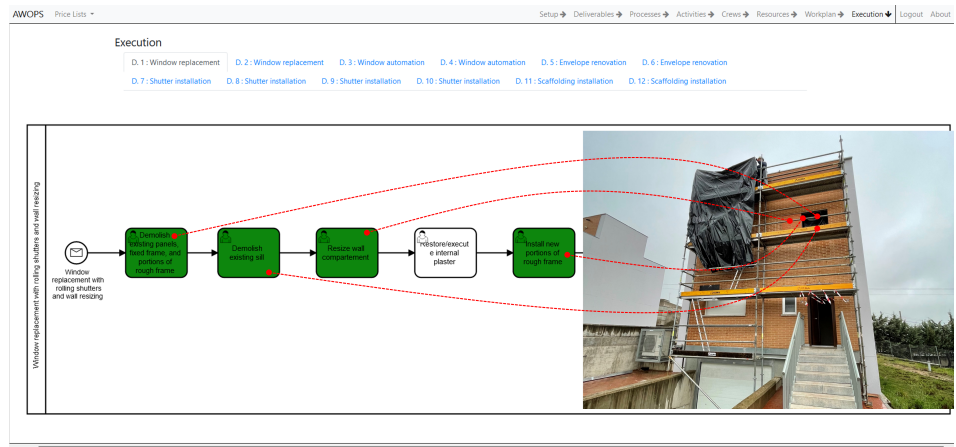 AWOPS Price Lists Setup Deliverables Processes Activities Crews Resources Workplan Execution Logout About
Execution
D. 1 : Window replacement D. 2 : Window replacement D. 3 : Window automation D. 4 : Window automation D. 5 : Envelope renovation D. 6 : Envelope renovation
D. 7 : Shutter installation D. 8 : Shutter installation D. 9 : Shutter installation D. 10 : Shutter installation D. 11 : Scaffolding installation D. 12 : Scaffolding installation
Window replacement with rolling shutters and wall resizing
Window
replacement with
rolling shutters
and wall resizing
Demolish
existing panels,
fixed frame, and
portions of
rough frame
Demolish
existing sill
Resize wall
compartement
Restore/execut
e internal
plaster
Install new
portions of
rough frame